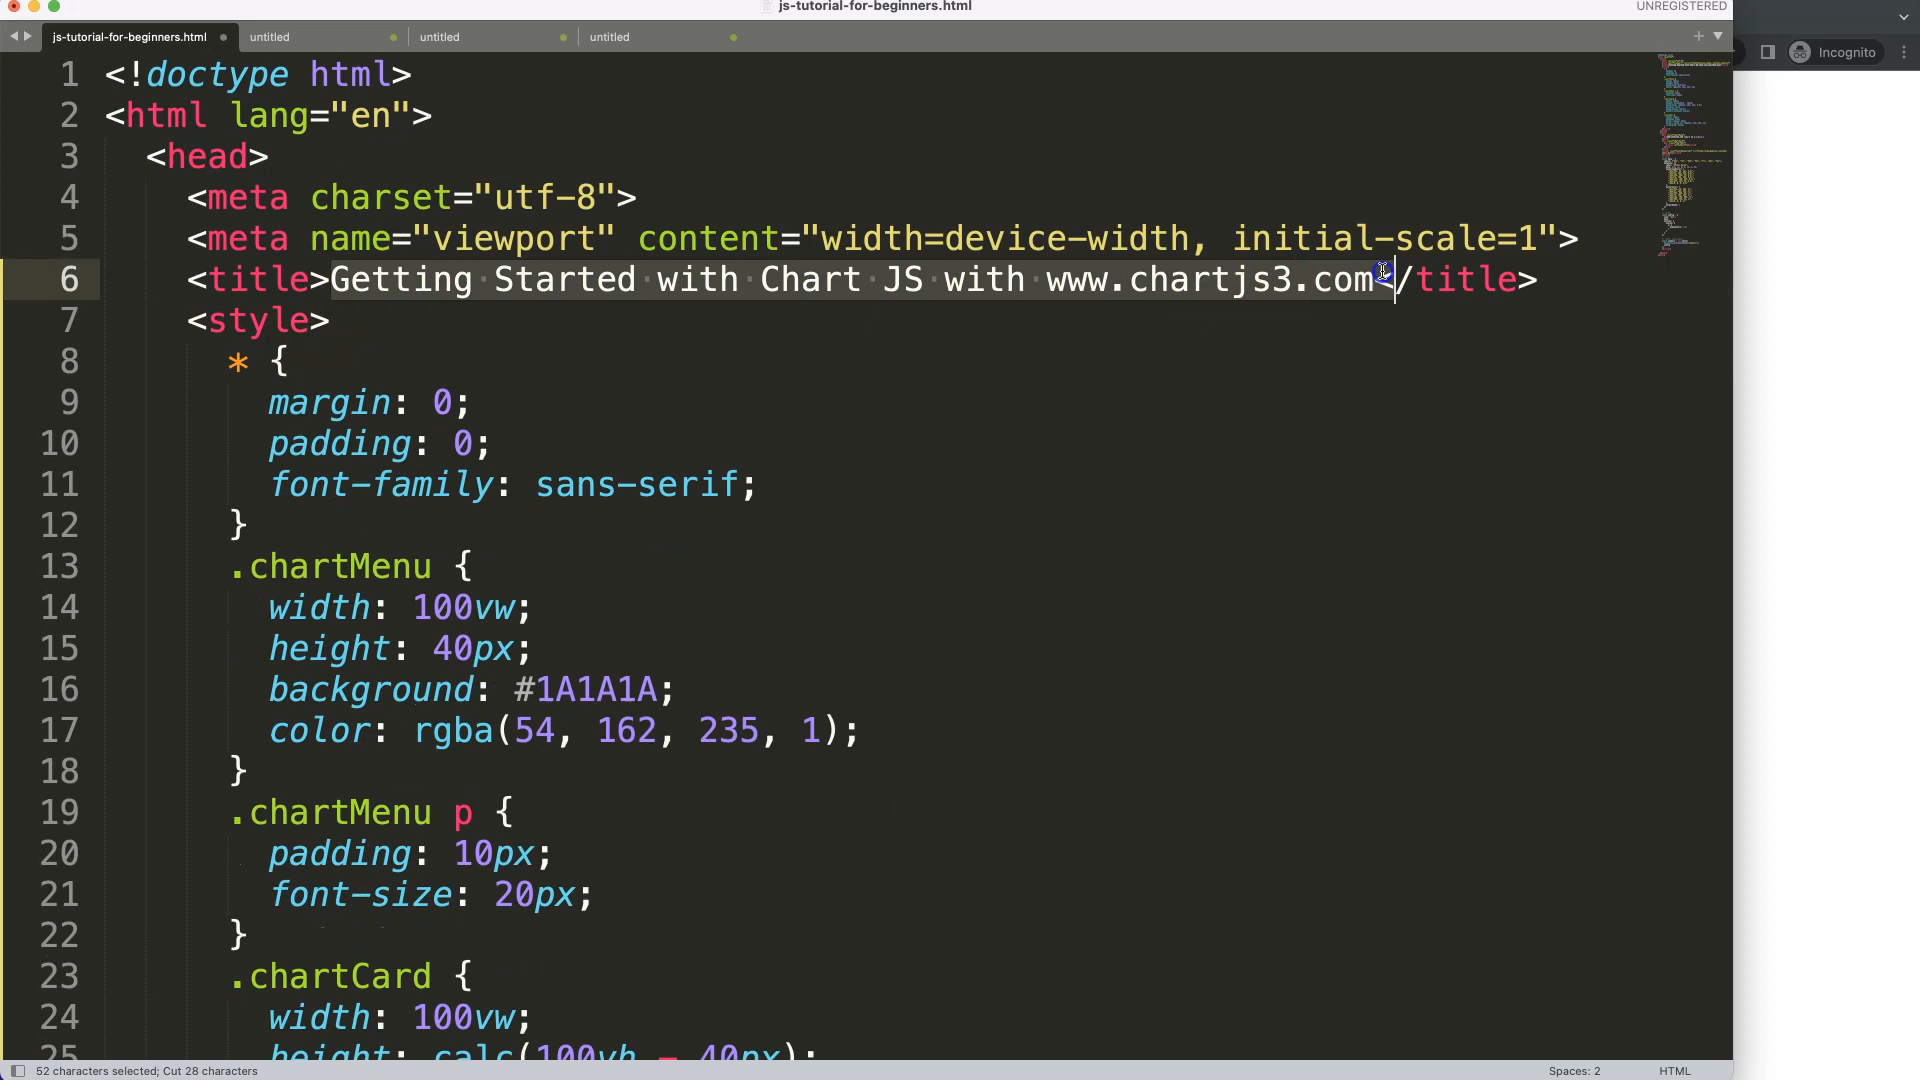 js-tutorial-for-beginners.html
UNREGISTERED
js-tutorial-for-beginners.html
untitled
untitled
untitled
Incognito
1 <!doctype html>
2 <html lang="en">
3 <head>
4 <meta charset="utf-8">
5 <meta name="viewport" content="width=device-width, initial-scale=1">
6 <title>Getting Started with Chart JS with www.chartjs3.com</title>
7 <style>
8 * {
9 margin: 0;
10 padding: 0;
11 font-family: sans-serif;
12 }
13 .chartMenu {
14 width: 100vw;
15 height: 40px;
16 background: #1A1A1A;
17 color: rgba(54, 162, 235, 1);
18 }
19 .chartMenu p {
20 padding: 10px;
21 font-size: 20px;
22 }
23 .chartCard {
24 width: 100vw;
25 height: calc(100vh - 40px);
52 characters selected; Cut 28 characters
Spaces: 2
HTML